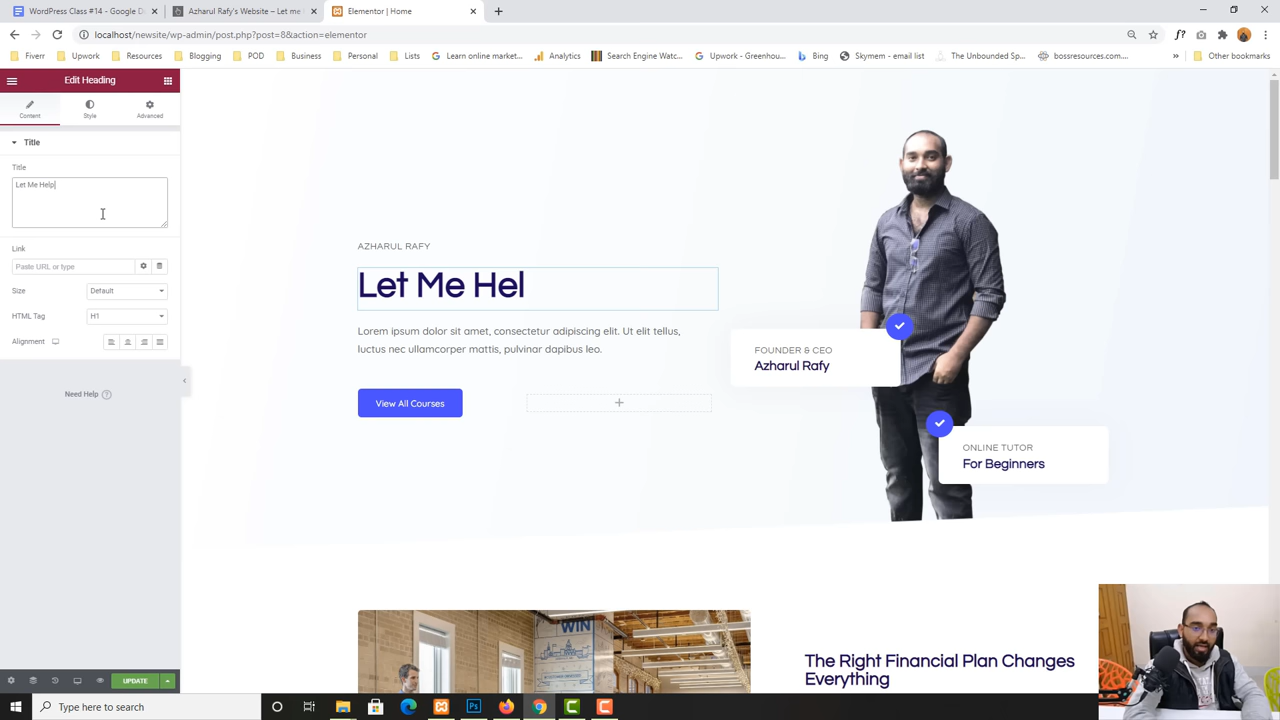 WordPress Class #14 - Google D
Azharul Rafy's Website – Let me
Elementor | Home
localhost/newsite/wp-admin/post.php?post=8&action=elementor
Fiverr
Upwork
Resources
Blogging
POD
Business
Personal
Lists
Learn online market...
Analytics
Search Engine Watc...
Upwork - Greenhou...
Bing
Skymem - email list
The Unbounded Sp...
bossresources.com...
Other bookmarks
Edit Heading
Content
Style
Advanced
Title
Title
Let Me Help
Link
Paste URL or type
Size
Default
HTML Tag
H1
Alignment
Need Help
UPDATE
AZHARUL RAFY
Let Me Hel
Lorem ipsum dolor sit amet, consectetur adipiscing elit. Ut elit tellus,
luctus nec ullamcorper mattis, pulvinar dapibus leo.
View All Courses
FOUNDER & CEO
Azharul Rafy
ONLINE TUTOR
For Beginners
WIN
The Right Financial Plan Changes
Everything
Type here to search